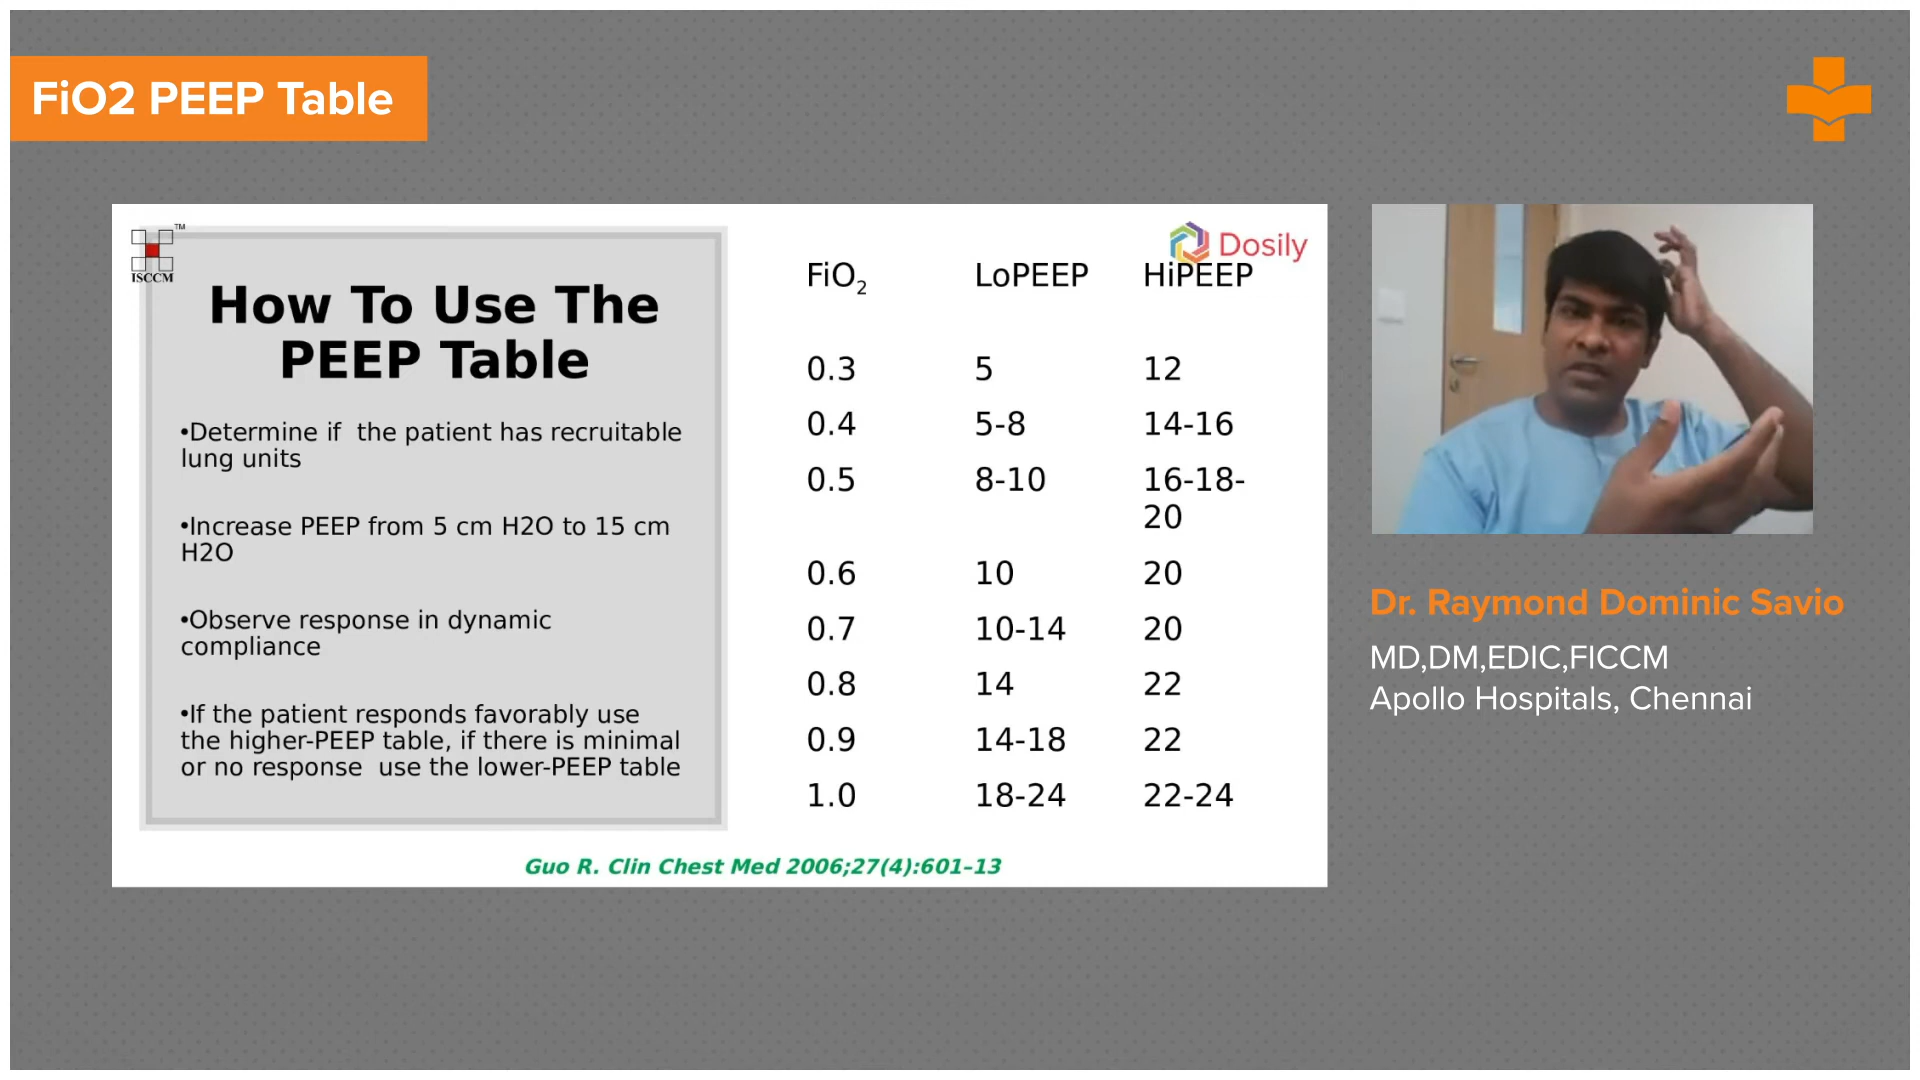 FiO2 PEEP Table
TM
ISCCM
How To Use The
PEEP Table
•Determine if the patient has recruitable
lung units
•Increase PEEP from 5 cm H2O to 15 cm
H2O
•Observe response in dynamic
compliance
•If the patient responds favorably use
the higher-PEEP table, if there is minimal
or no response use the lower-PEEP table
Dosily
FiO2 LoPEEP HiPEEP
0.3 5 12
0.4 5-8 14-16
0.5 8-10 16-18-
20
0.6 10 20
0.7 10-14 20
0.8 14 22
0.9 14-18 22
1.0 18-24 22-24
Guo R. Clin Chest Med 2006;27(4):601–13
Dr. Raymond Dominic Savio
MD,DM,EDIC,FICCM
Apollo Hospitals, Chennai